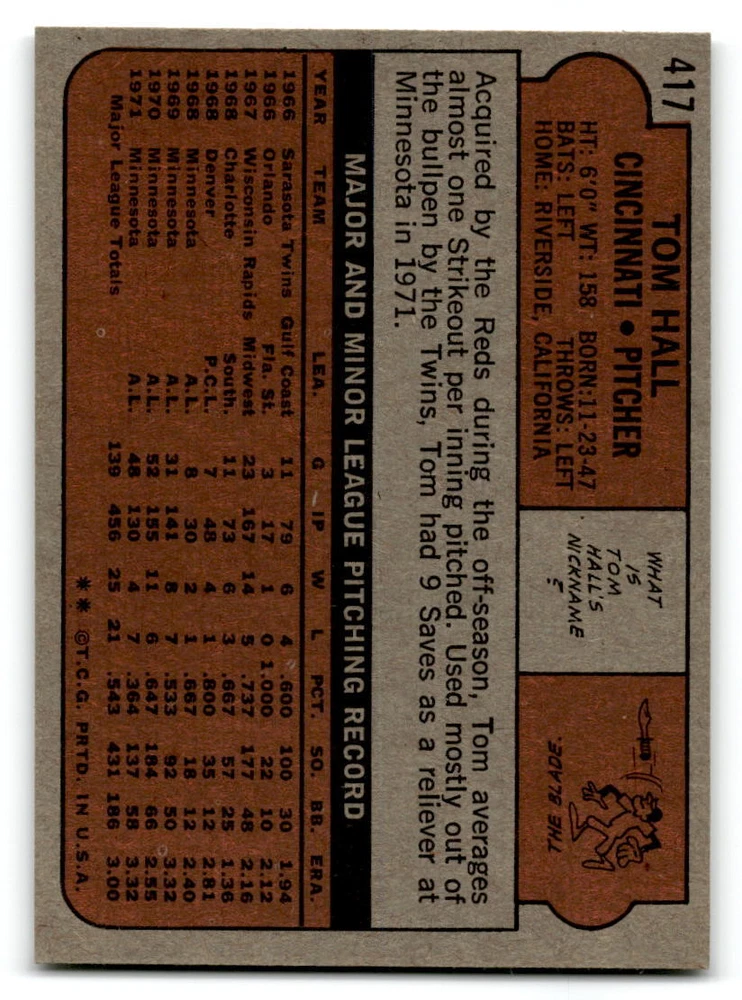 417
TOM HALL
CINCINNATI • PITCHER
HT: 6'0" WT: 158 BORN: 11-23-47
BATS: LEFT THROWS: LEFT
HOME: RIVERSIDE, CALIFORNIA
WHAT
IS
TOM
HALL'S
NICKNAME
?
THE BLADE.
Acquired by the Reds during the off-season, Tom averages
almost one Strikeout per inning pitched. Used mostly out of
the bullpen by the Twins, Tom had 9 Saves as a reliever at
Minnesota in 1971.
MAJOR AND MINOR LEAGUE PITCHING RECORD
YEAR TEAM LEA. G IP W L PCT. SO. BB. ERA.
1966 Sarasota Twins Gulf Coast 11 79 6 4 .600 100 30 1.94
1966 Orlando Fla. St. 3 17 1 0 1.000 22 10 2.12
1967 Wisconsin Rapids Midwest 23 167 14 5 .737 177 48 2.16
1968 Charlotte South. 11 73 6 3 .667 57 25 1.36
1968 Denver P.C.L. 7 48 4 1 .800 35 12 2.81
1968 Minnesota A.L. 8 30 2 1 .667 18 12 2.40
1969 Minnesota A.L. 31 141 8 7 .533 92 50 3.32
1970 Minnesota A.L. 52 155 11 6 .647 184 66 2.55
1971 Minnesota A.L. 48 130 4 7 .364 137 58 3.32
Major League Totals 139 456 25 21 .543 431 186 3.00
* * ©T.C.G. PRTD. IN U.S.A.